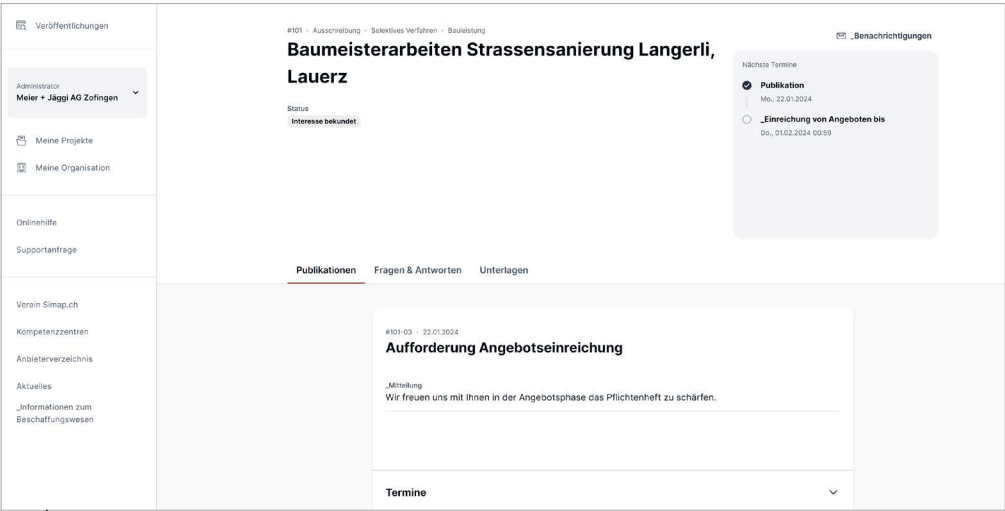 Veröffentlichungen
Administrator
Meier + Jäggi AG Zofingen
Meine Projekte
Meine Organisation
Onlinehilfe
Supportanfrage
Verein Simap.ch
Kompetenzzentren
Anbieterverzeichnis
Aktuelles
_Informationen zum
Beschaffungswesen
#101 · Ausschreibung · Selektives Verfahren · Bauleistung
Baumeisterarbeiten Strassensanierung Langerli,
Lauerz
Status
Interesse bekundet
_Benachrichtigungen
Nächste Termine
Publikation
Mo., 22.01.2024
_Einreichung von Angeboten bis
Do., 01.02.2024 00:59
Publikationen Fragen & Antworten Unterlagen
#101-03 · 22.01.2024
Aufforderung Angebotseinreichung
_Mitteilung
Wir freuen uns mit Ihnen in der Angebotsphase das Pflichtenheft zu schärfen.
Termine